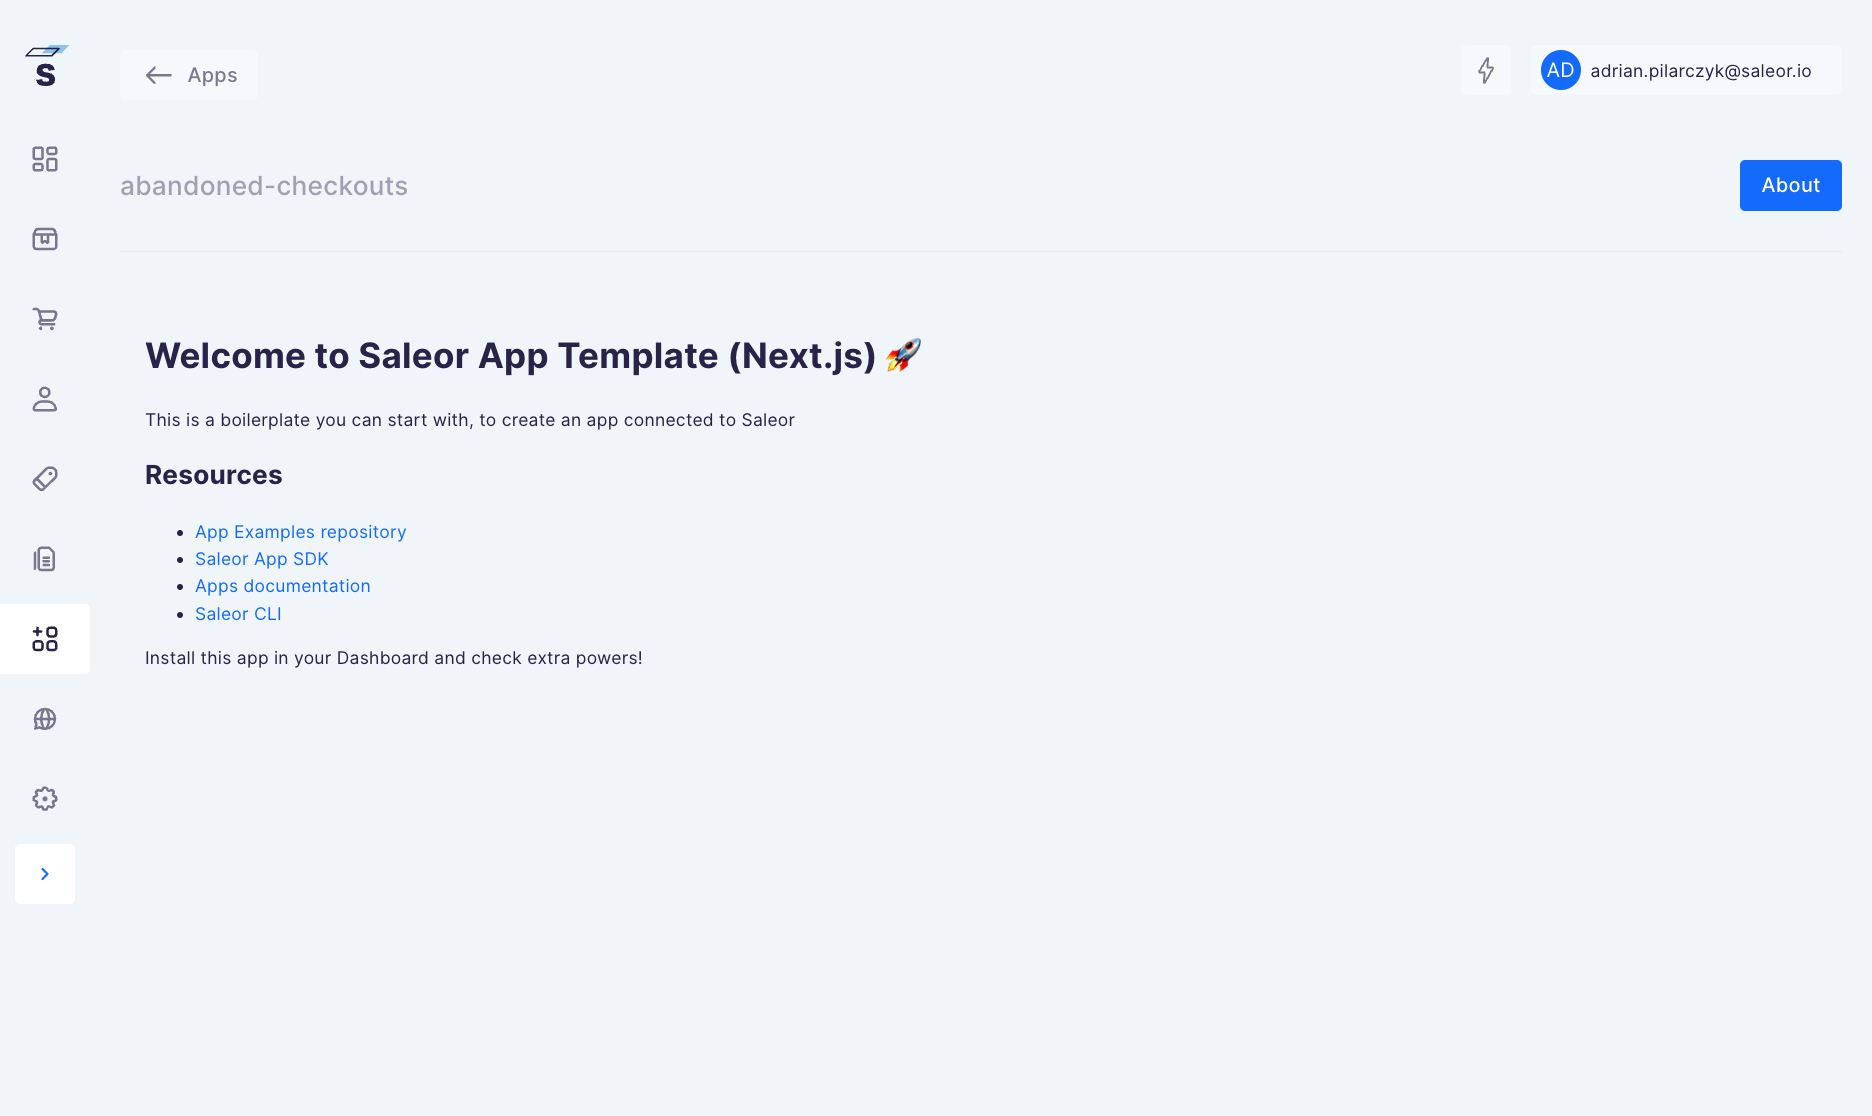 S
Apps
AD adrian.pilarczyk@saleor.io
abandoned-checkouts
About
Welcome to Saleor App Template (Next.js) 🚀
This is a boilerplate you can start with, to create an app connected to Saleor
Resources
App Examples repository
Saleor App SDK
Apps documentation
Saleor CLI
Install this app in your Dashboard and check extra powers!